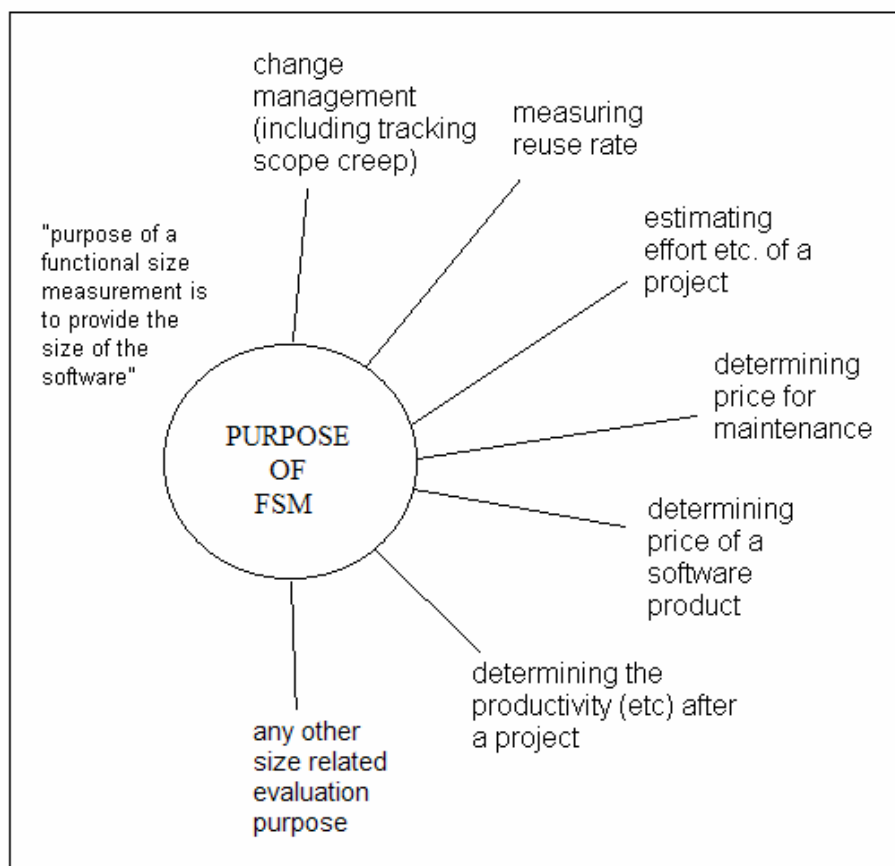 change
management
(including tracking
scope creep)
measuring
reuse rate
estimating
effort etc. of a
project
"purpose of a
functional size
measurement is
to provide the
size of the
software"
determining
price for
maintenance
PURPOSE
OF
FSM
determining
price of a
software
product
determining the
productivity (etc) after
a project
any other
size related
evaluation
purpose